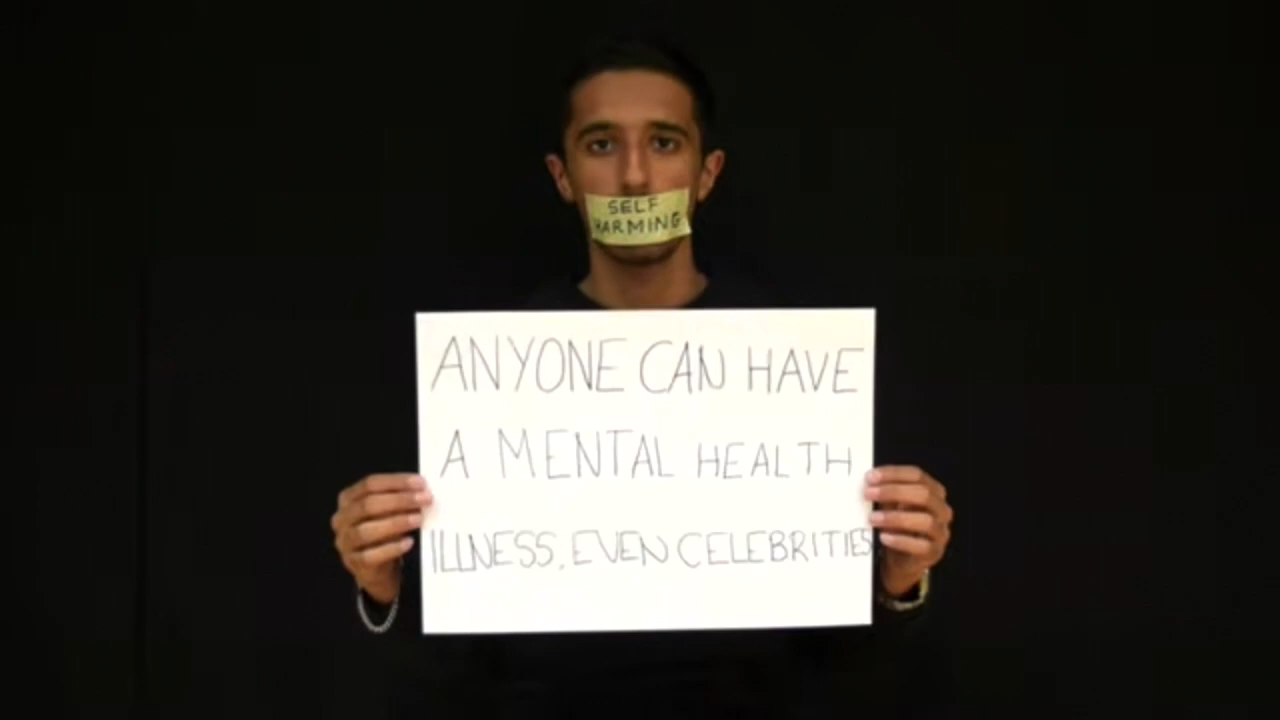 SELF
HARMING
ANYONE CAN HAVE
A MENTAL HEALTH
ILLNESS, EVEN CELEBRITIES